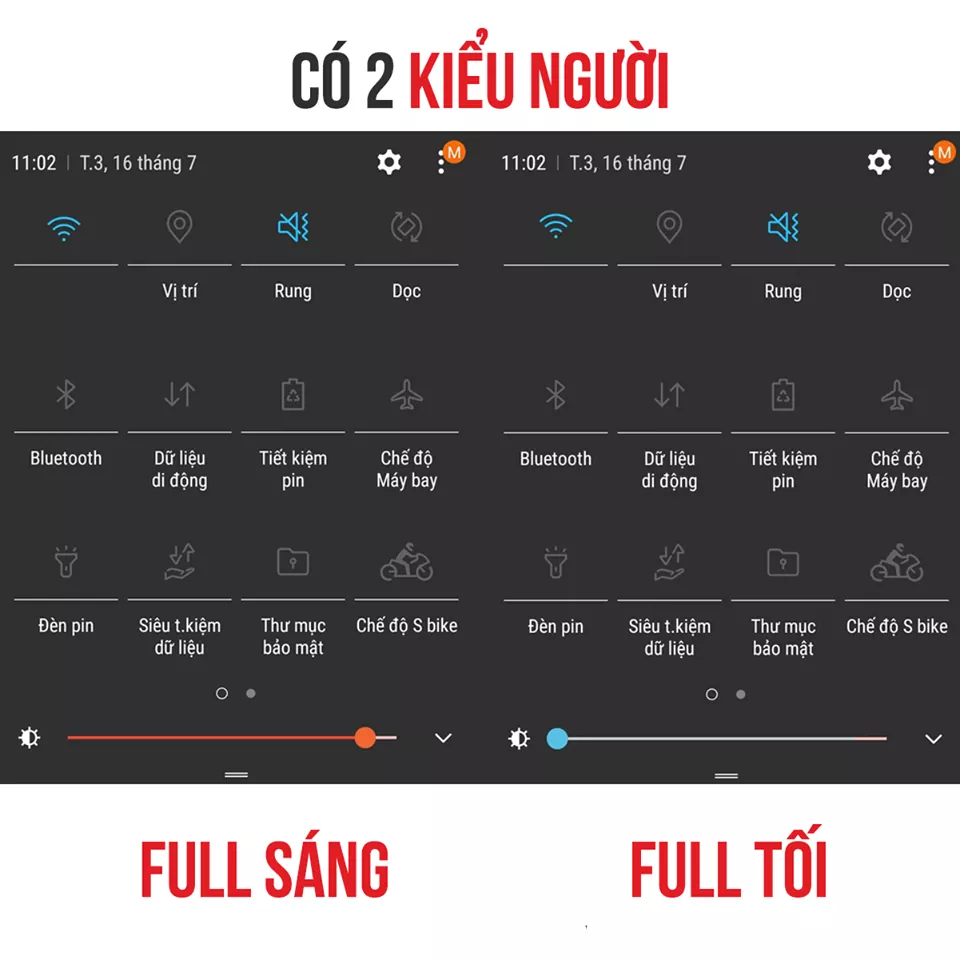 CÓ 2 KIỂU NGƯỜI
11:02 | T.3, 16 tháng 7
M
Vị trí
Rung
Dọc
Bluetooth
Dữ liệu
di động
Tiết kiệm
pin
Chế độ
Máy bay
Đèn pin
Siêu t.kiệm
dữ liệu
Thư mục
bảo mật
Chế độ S bike
11:02 | T.3, 16 tháng 7
M
Vị trí
Rung
Dọc
Bluetooth
Dữ liệu
di động
Tiết kiệm
pin
Chế độ
Máy bay
Đèn pin
Siêu t.kiệm
dữ liệu
Thư mục
bảo mật
Chế độ S bike
FULL SÁNG
FULL TỐI